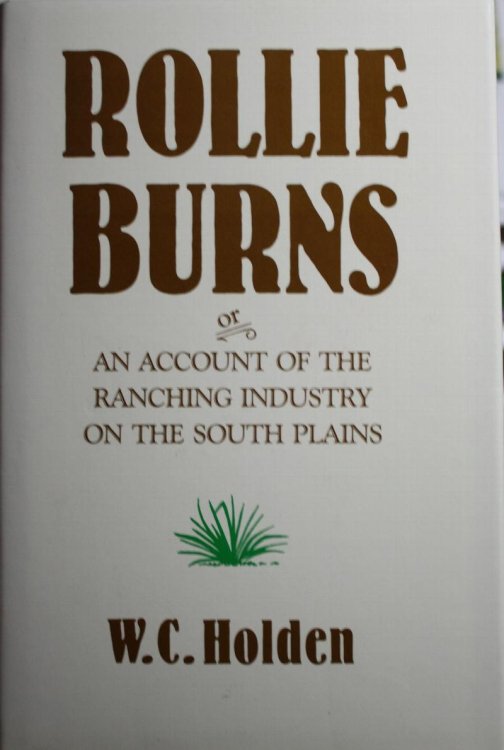 ROLLIE
BURNS
or
AN ACCOUNT OF THE
RANCHING INDUSTRY
ON THE SOUTH PLAINS
W.C. Holden